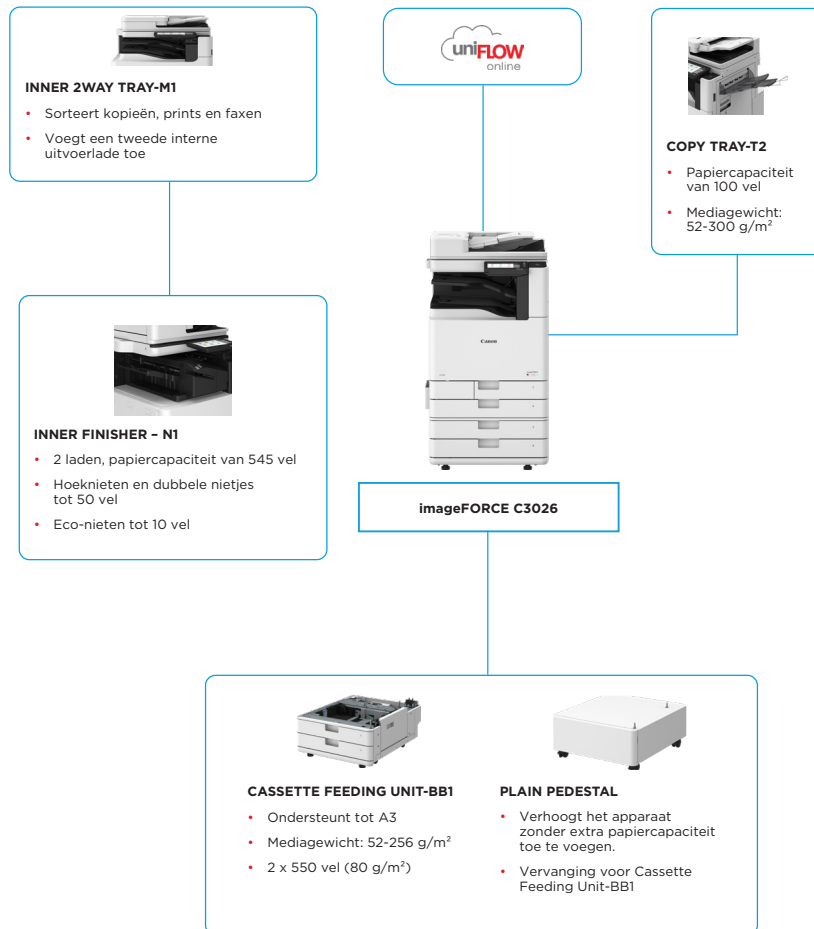 INNER 2WAY TRAY-M1
• Sorteert kopieën, prints en faxen
• Voegt een tweede interne
uitvoerlade toe
uniFLOW
online
COPY TRAY-T2
• Papiercapaciteit
van 100 vel
• Mediagewicht:
52-300 g/m²
INNER FINISHER – N1
• 2 laden, papiercapaciteit van 545 vel
• Hoeknieten en dubbele nietjes
tot 50 vel
• Eco-nieten tot 10 vel
Canon
imageFORCE C3026
CASSETTE FEEDING UNIT-BB1
• Ondersteunt tot A3
• Mediagewicht: 52-256 g/m²
• 2 x 550 vel (80 g/m²)
PLAIN PEDESTAL
• Verhoogt het apparaat
zonder extra papiercapaciteit
toe te voegen.
• Vervanging voor Cassette
Feeding Unit-BB1